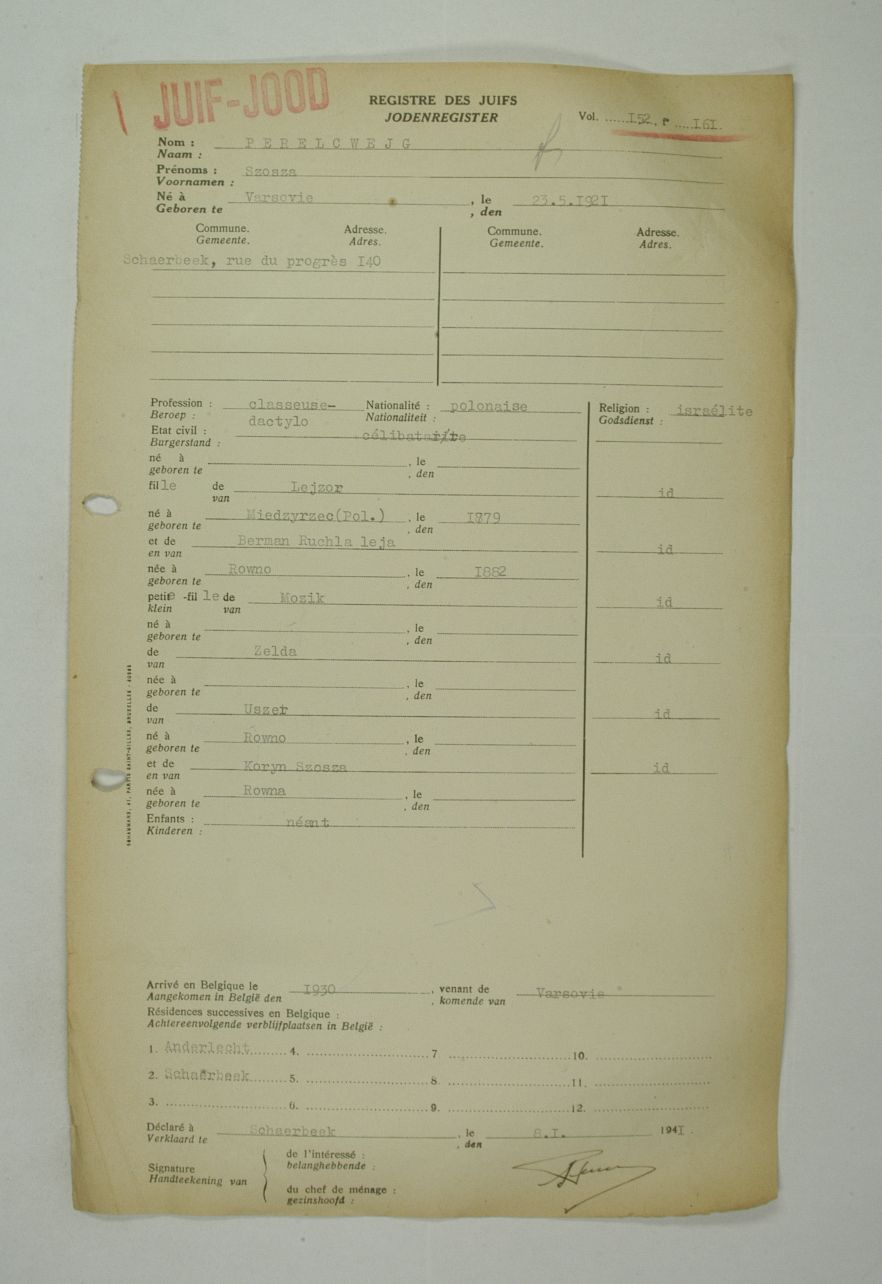 JUIF-JOOD
REGISTRE DES JUIFS
JODENREGISTER
Vol. .....I52., f° ....I6I.
Nom : P E R E L C W E J G
Naam :
Prénoms : Szosza
Voornamen :
Né à Varsovie , le 23.5.I92I
Geboren te , den
Commune. Adresse. Commune. Adresse.
Gemeente. Adres. Gemeente. Adres.
Schaerbeek, rue du progrès I40
Profession : classeuse- Nationalité : polonaise Religion : israélite
Beroep : dactylo Nationaliteit : Godsdienst :
Etat civil : célibataire
Burgerstand :
né à , le
geboren te , den
fille de Lejzor id
van
né à Miedzyrzec(Pol.) , le I879
geboren te , den
et de Berman Ruchla leja id
en van
née à Rowno , le I882
geboren te , den
petite -fille de Mozik id
klein van
né à , le
geboren te , den
de Zelda id
van
née à , le
geboren te , den
de Uszer id
van
né à Rowno , le
geboren te , den
et de Koryn Szosza id
en van
née à Rowna , le
geboren te , den
Enfants : néant
Kinderen :
Arrivé en Belgique le I930 , venant de Varsovie
Aangekomen in België den , komende van
Résidences successives en Belgique :
Achtereenvolgende verblijfplaatsen in België :
1. Anderlecht 4. 7 10.
2. Schaerbeek 5. 8. 11.
3. 6. 9. 12.
Déclaré à Schaerbeek , le 8.I. 194I.
Verklaard te , den
Signature
Handteekening van
de l'intéressé :
belanghebbende :
du chef de ménage :
gezinshoofd :